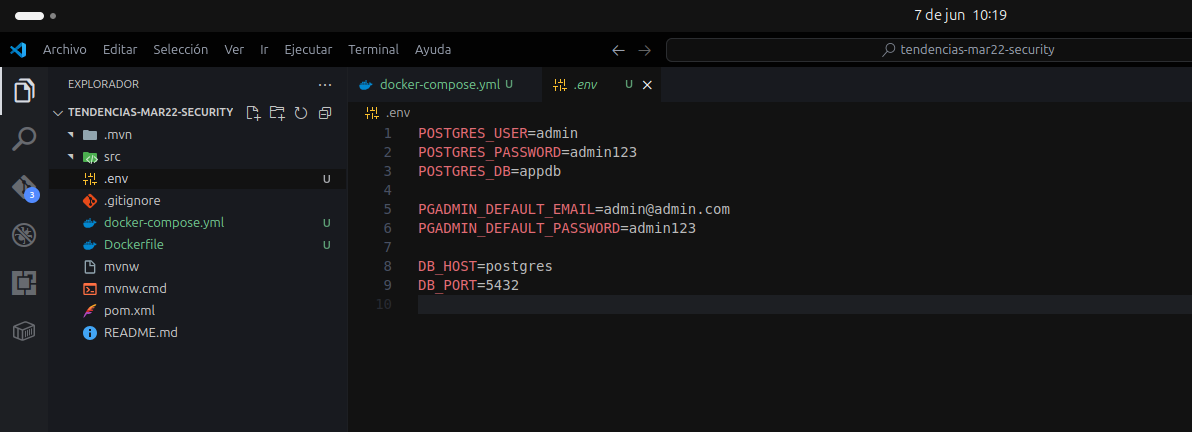 7 de jun 10:19
Archivo Editar Selección Ver Ir Ejecutar Terminal Ayuda
tendencias-mar22-security
EXPLORADOR
TENDENCIAS-MAR22-SECURITY
.mvn
src
.env U
.gitignore
docker-compose.yml U
Dockerfile U
mvnw
mvnw.cmd
pom.xml
README.md
3
docker-compose.yml U
.env U
.env
1 POSTGRES_USER=admin
2 POSTGRES_PASSWORD=admin123
3 POSTGRES_DB=appdb
4
5 PGADMIN_DEFAULT_EMAIL=admin@admin.com
6 PGADMIN_DEFAULT_PASSWORD=admin123
7
8 DB_HOST=postgres
9 DB_PORT=5432
10